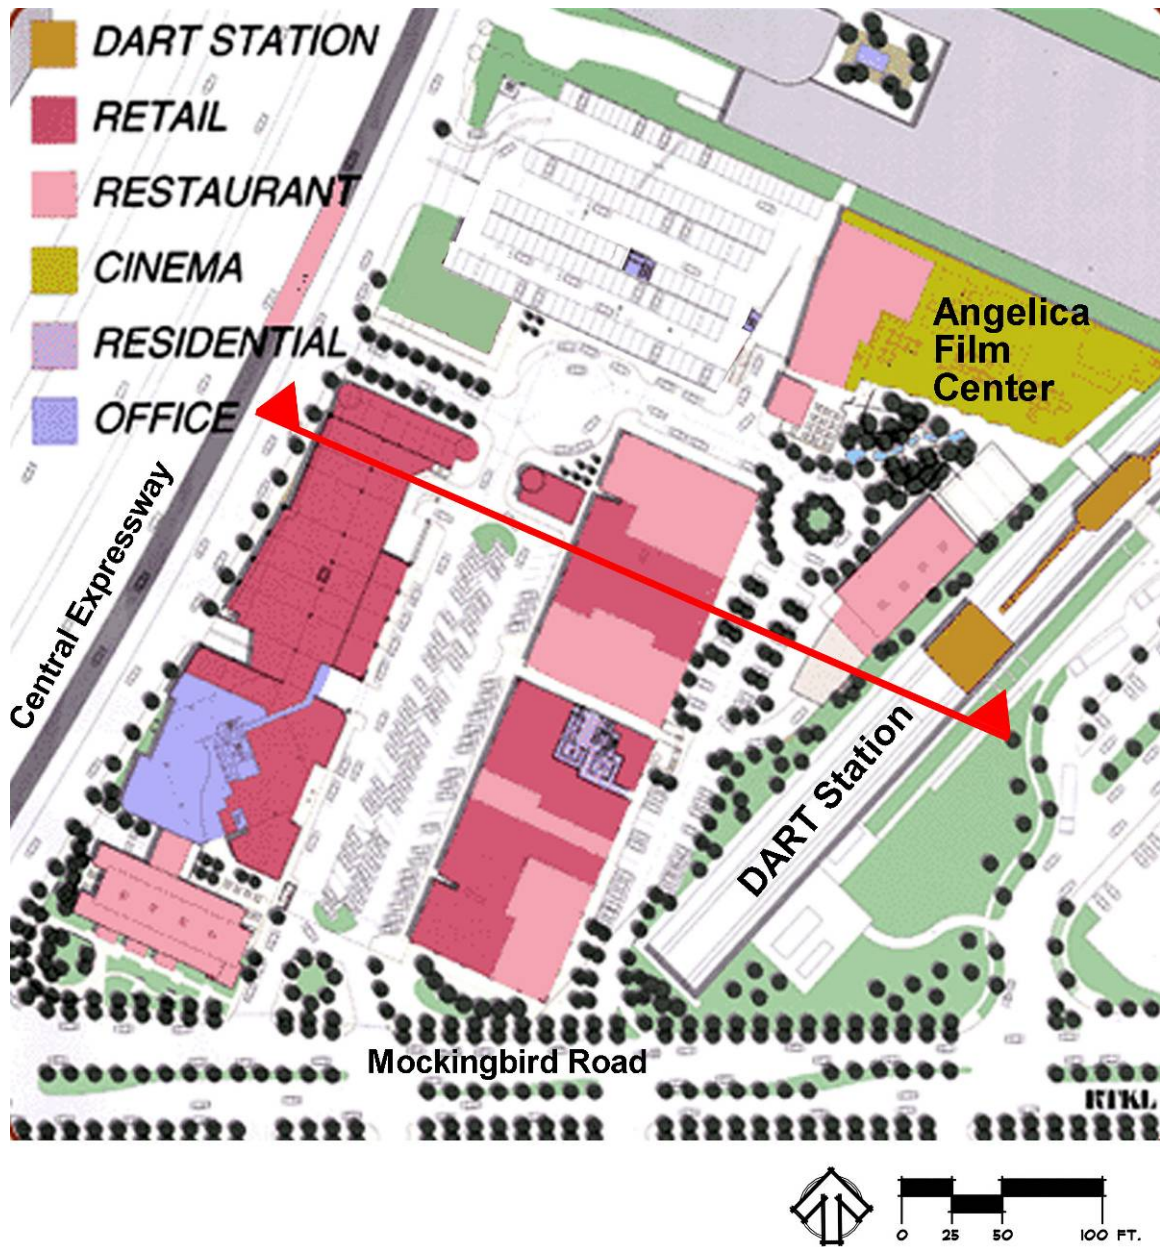 DART STATION
RETAIL
RESTAURANT
CINEMA
RESIDENTIAL
OFFICE
Angelica
Film
Center
Central Expressway
DART Station
Mockingbird Road
RTKL
0 25 50 100 FT.